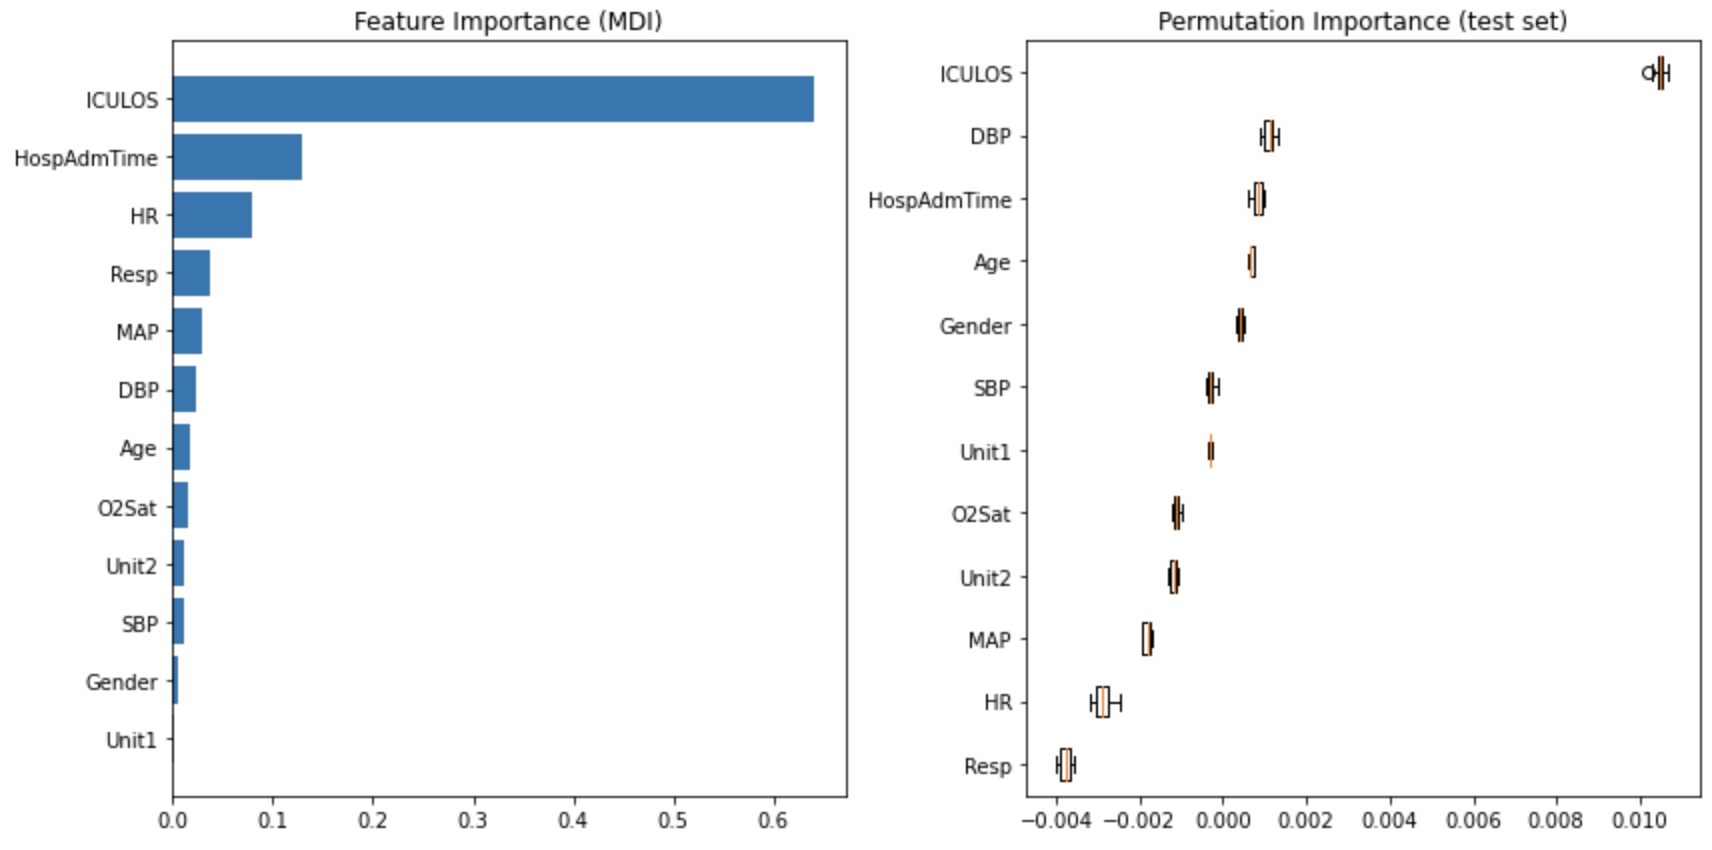 Feature Importance (MDI)
ICULOS
HospAdmTime
HR
Resp
MAP
DBP
Age
O2Sat
Unit2
SBP
Gender
Unit1
0.0 0.1 0.2 0.3 0.4 0.5 0.6
Permutation Importance (test set)
ICULOS
DBP
HospAdmTime
Age
Gender
SBP
Unit1
O2Sat
Unit2
MAP
HR
Resp
−0.004 −0.002 0.000 0.002 0.004 0.006 0.008 0.010